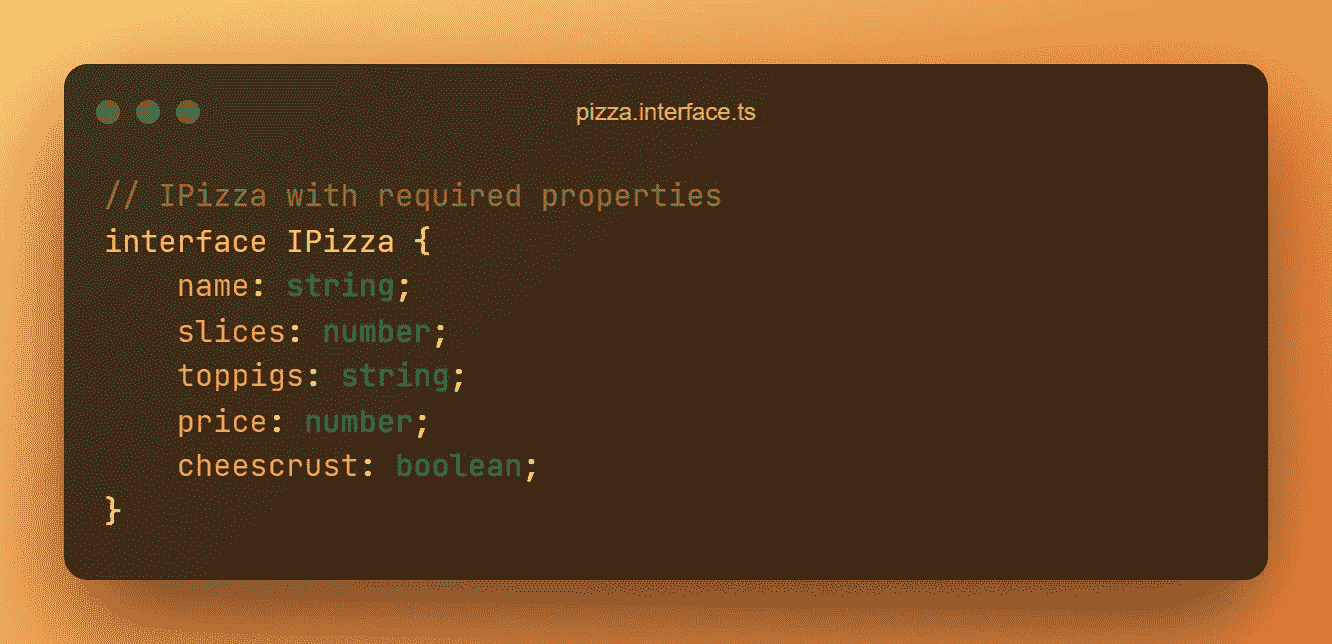 pizza.interface.ts
// IPizza with required properties
interface IPizza {
    name: string;
    slices: number;
    toppigs: string;
    price: number;
    cheescrust: boolean;
}